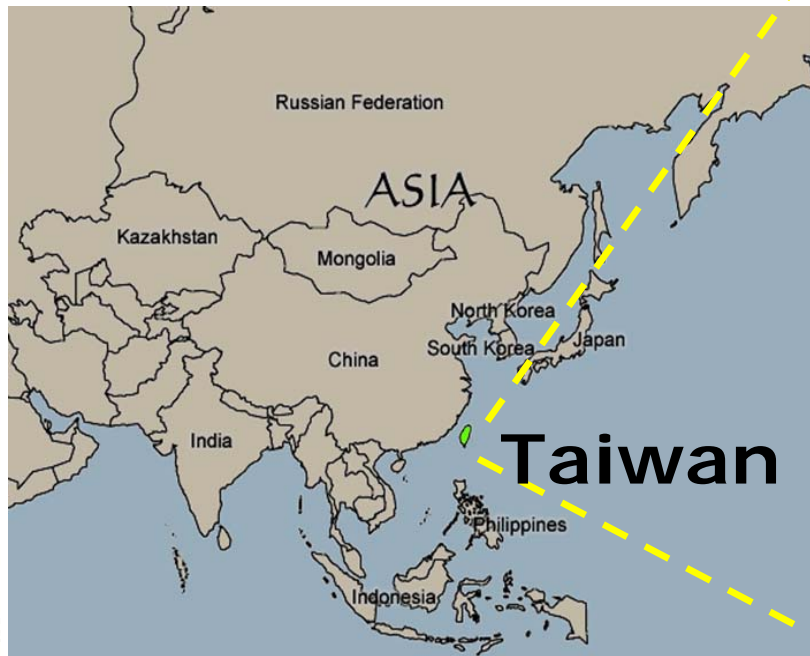 Russian Federation
ASIA
Kazakhstan
Mongolia
North Korea
South Korea
Japan
China
India
Taiwan
Philippines
Indonesia